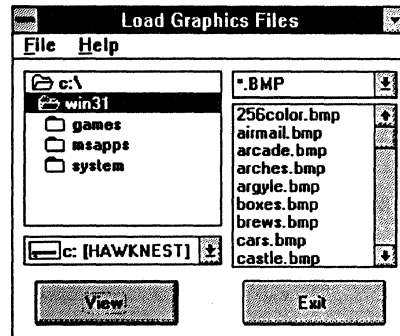 Load Graphics Files
File Help
c:\
win31
games
msapps
system
c: [HAWKNEST]
*.BMP
256color.bmp
airmail.bmp
arcade.bmp
arches.bmp
argyle.bmp
boxes.bmp
brews.bmp
cars.bmp
castle.bmp
View
Exit